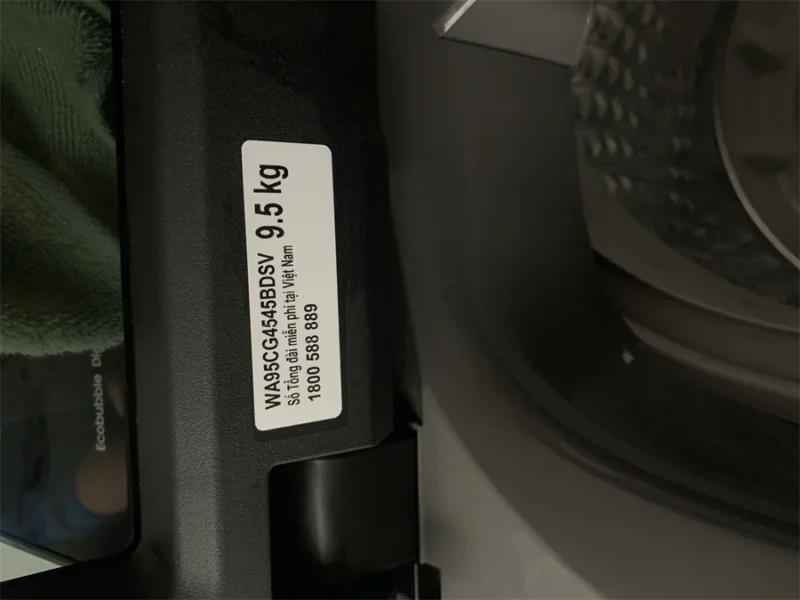 WA95CG4545BDSV 9.5 kg
Số Tổng đài miễn phí tại Việt Nam
1800 588 889
Ecobubble